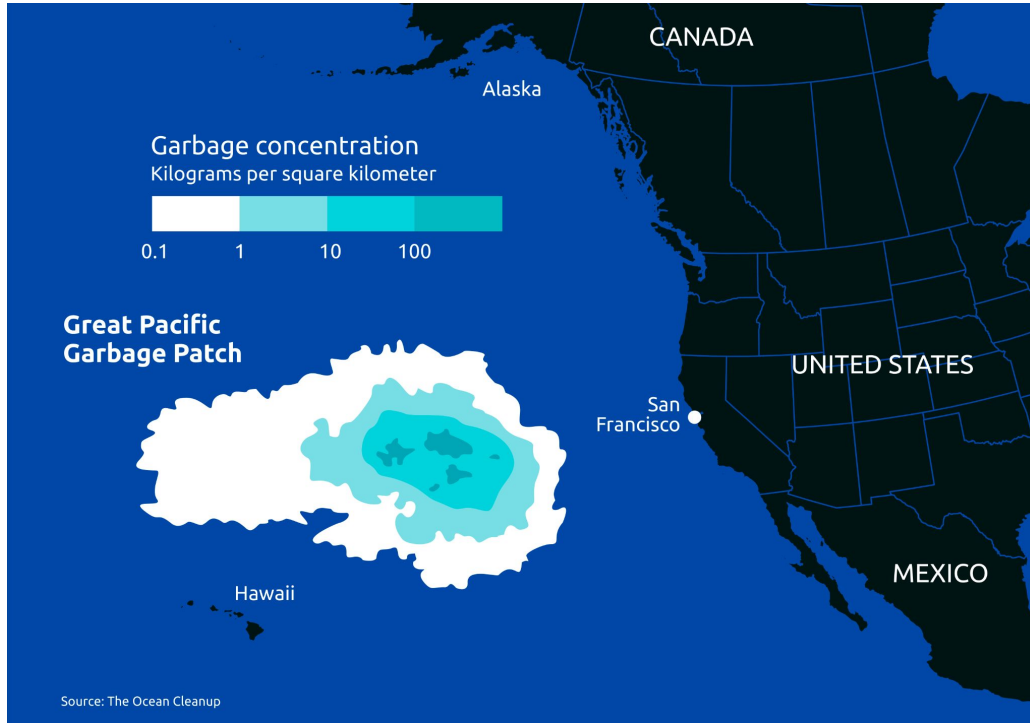 CANADA
Alaska
Garbage concentration
Kilograms per square kilometer
0.1 1 10 100
Great Pacific
Garbage Patch
UNITED STATES
San
Francisco
MEXICO
Hawaii
Source: The Ocean Cleanup